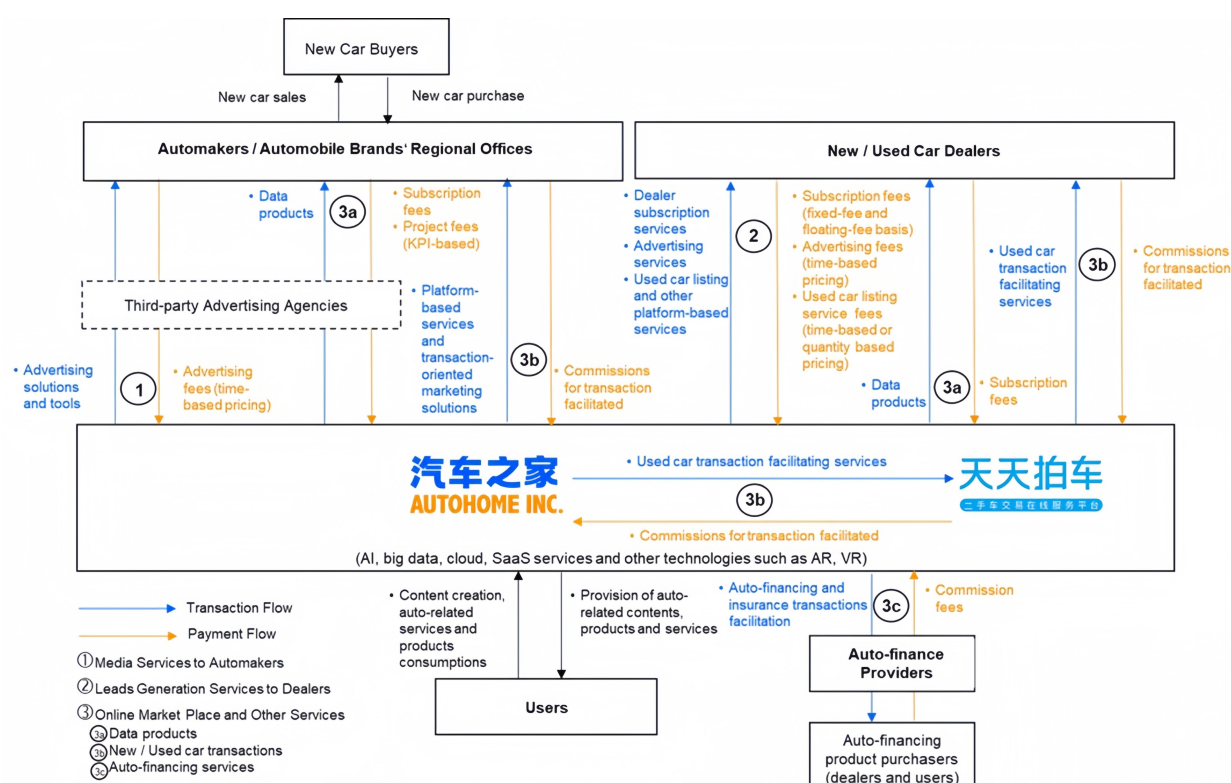 New Car Buyers
New car sales
New car purchase
Automakers / Automobile Brands' Regional Offices
New / Used Car Dealers
• Data
products
3a
• Subscription
fees
• Project fees
(KPI-based)
• Dealer
subscription
services
• Advertising
services
• Used car listing
and other
platform-based
services
2
• Subscription fees
(fixed-fee and
floating-fee basis)
• Advertising fees
(time-based
pricing)
• Used car listing
service fees
(time-based or
quantity based
pricing)
• Used car
transaction
facilitating
services
3b
• Commissions
for transaction
facilitated
Third-party Advertising Agencies
• Advertising
solutions
and tools
1
• Advertising
fees (time-
based pricing)
• Platform-
based
services
and
transaction-
oriented
marketing
solutions
3b
• Commissions
for transaction
facilitated
• Data
products
3a
• Subscription
fees
汽车之家
AUTOHOME INC.
• Used car transaction facilitating services
3b
• Commissions for transaction facilitated
天天拍车
二手车交易在线服务平台
(AI, big data, cloud, SaaS services and other technologies such as AR, VR)
• Content creation,
auto-related
services and
products
consumptions
• Provision of auto-
related contents,
products and services
• Auto-financing and
insurance transactions
facilitation
3c
• Commission
fees
Users
Auto-finance
Providers
Auto-financing
product purchasers
(dealers and users)
Transaction Flow
Payment Flow
① Media Services to Automakers
② Leads Generation Services to Dealers
③ Online Market Place and Other Services
3a Data products
3b New / Used car transactions
3c Auto-financing services